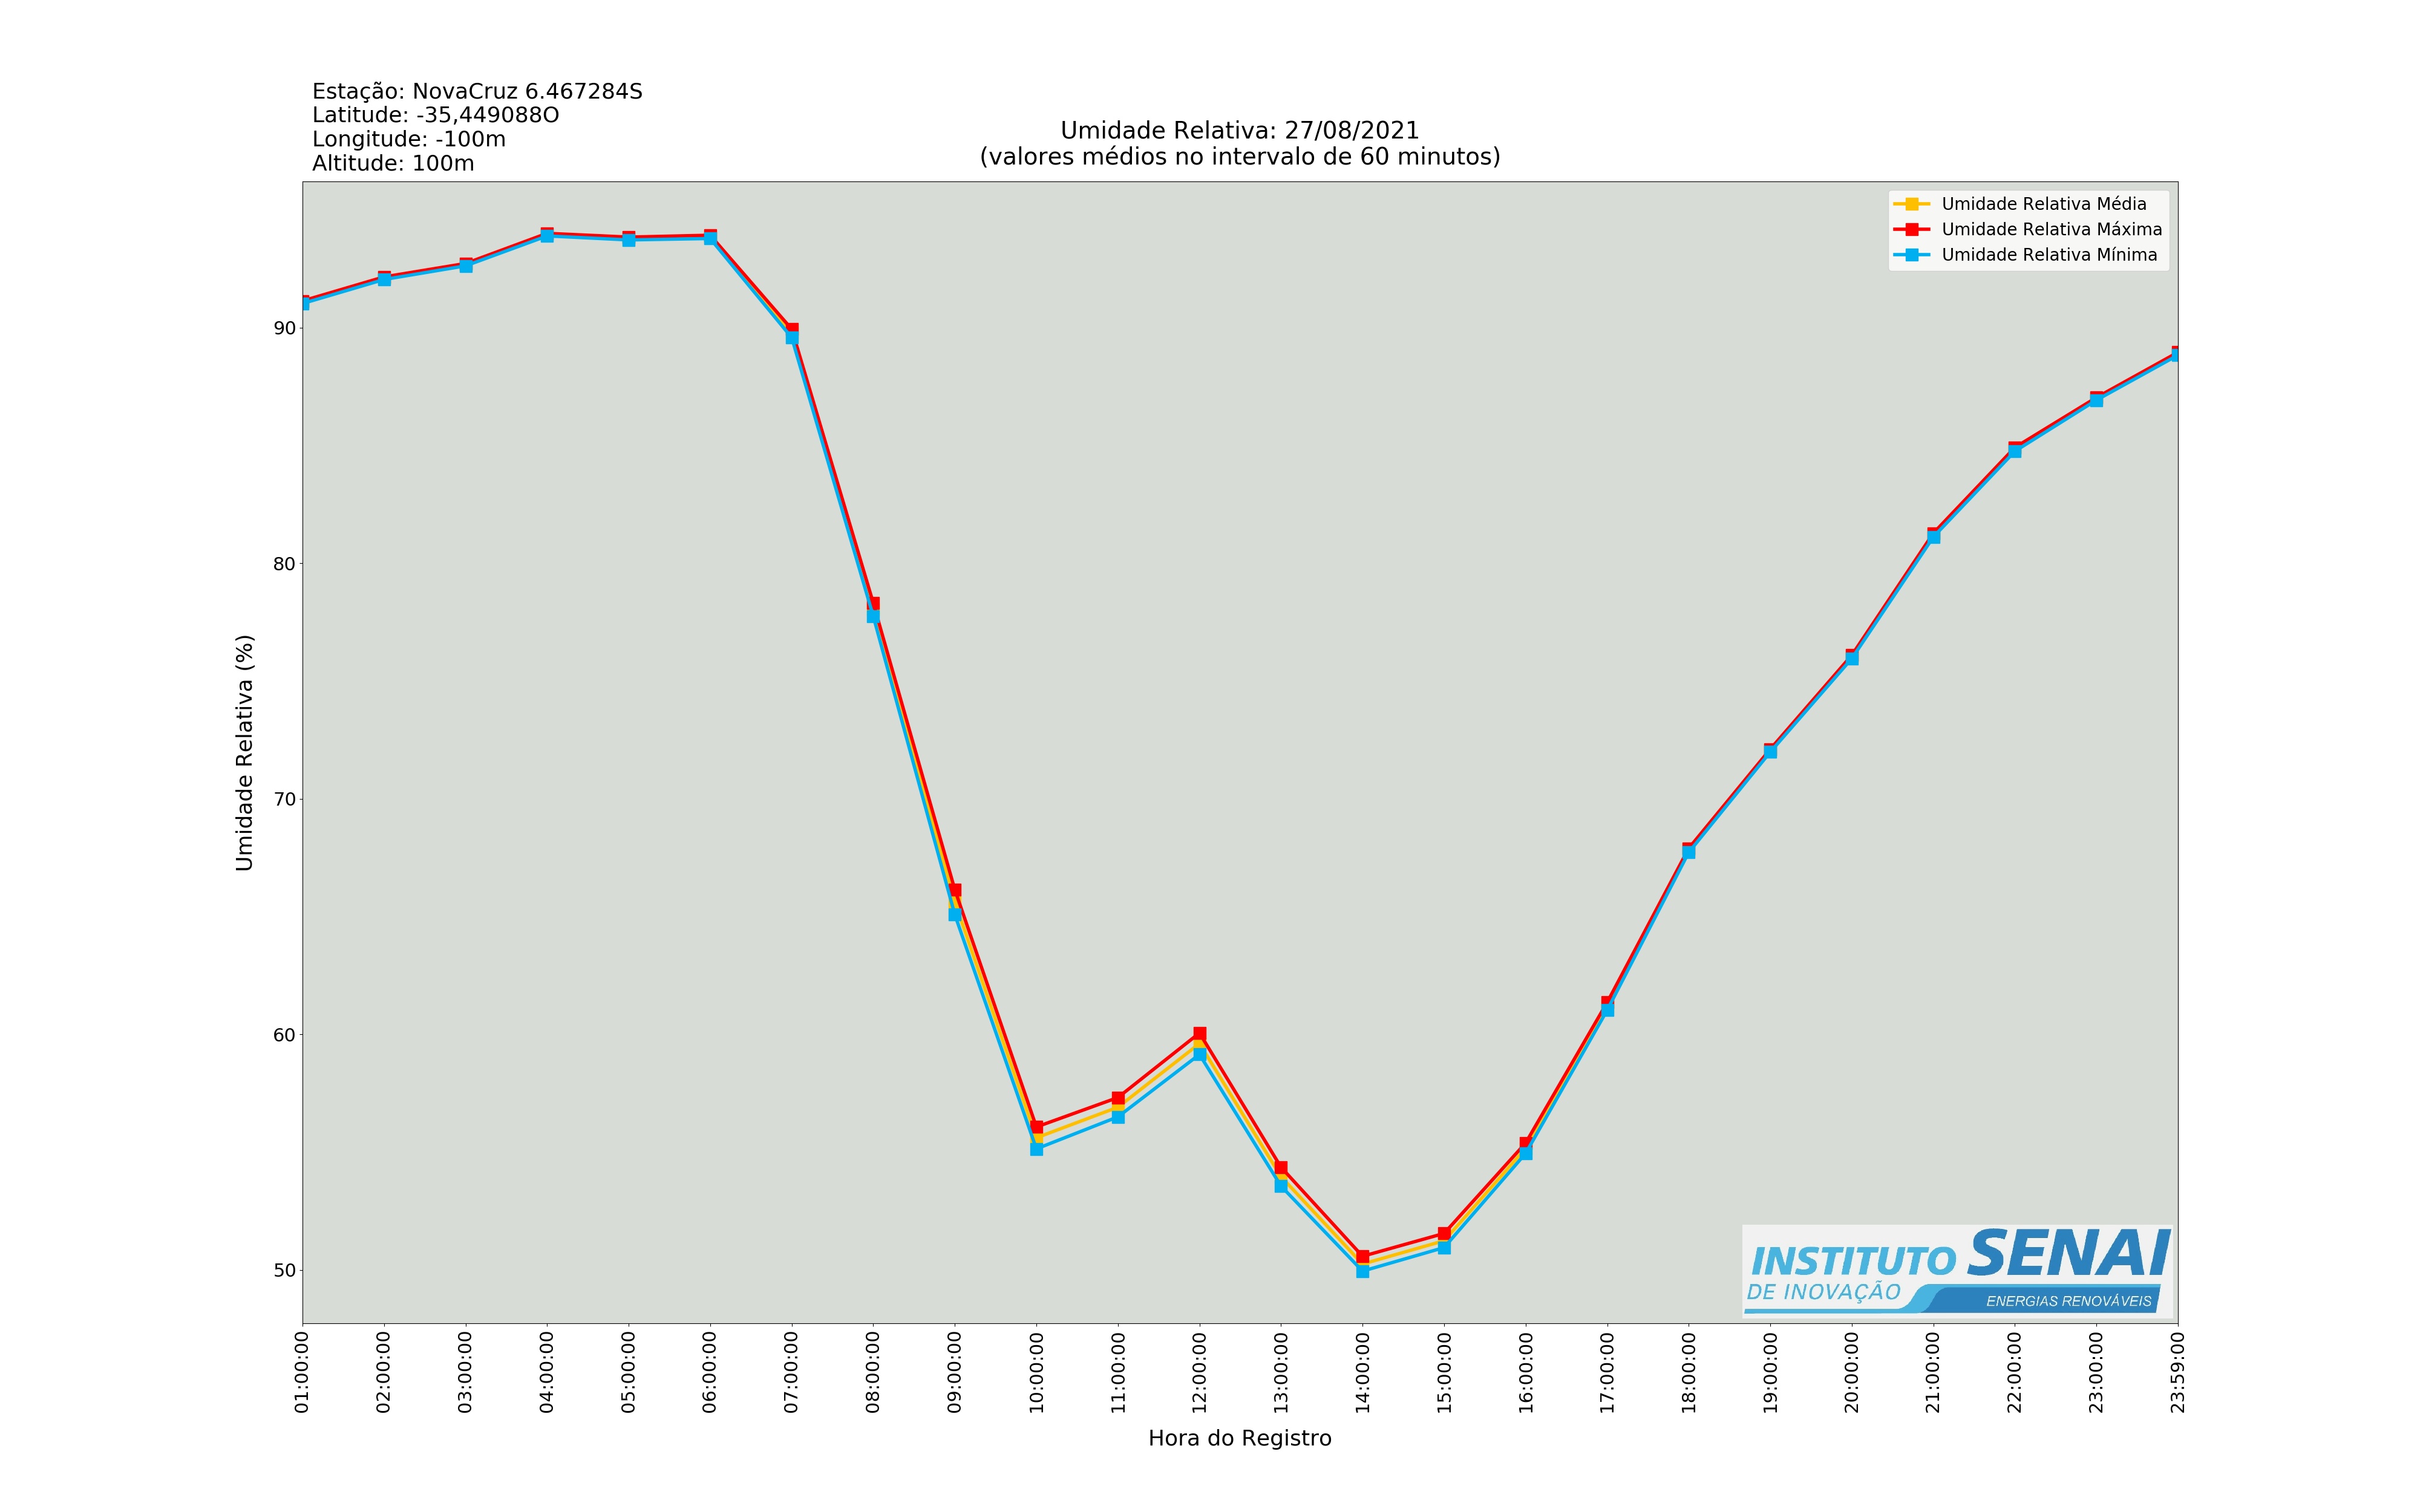 Estação: NovaCruz 6.467284S
Latitude: -35,449088O
Longitude: -100m
Altitude: 100m
Umidade Relativa: 27/08/2021
(valores médios no intervalo de 60 minutos)
Umidade Relativa Média
Umidade Relativa Máxima
Umidade Relativa Mínima
90
80
70
60
50
Umidade Relativa (%)
INSTITUTO SENAI
DE INOVAÇÃO
ENERGIAS RENOVÁVEIS
01:00:00
02:00:00
03:00:00
04:00:00
05:00:00
06:00:00
07:00:00
08:00:00
09:00:00
10:00:00
11:00:00
12:00:00
13:00:00
14:00:00
15:00:00
16:00:00
17:00:00
18:00:00
19:00:00
20:00:00
21:00:00
22:00:00
23:00:00
23:59:00
Hora do Registro